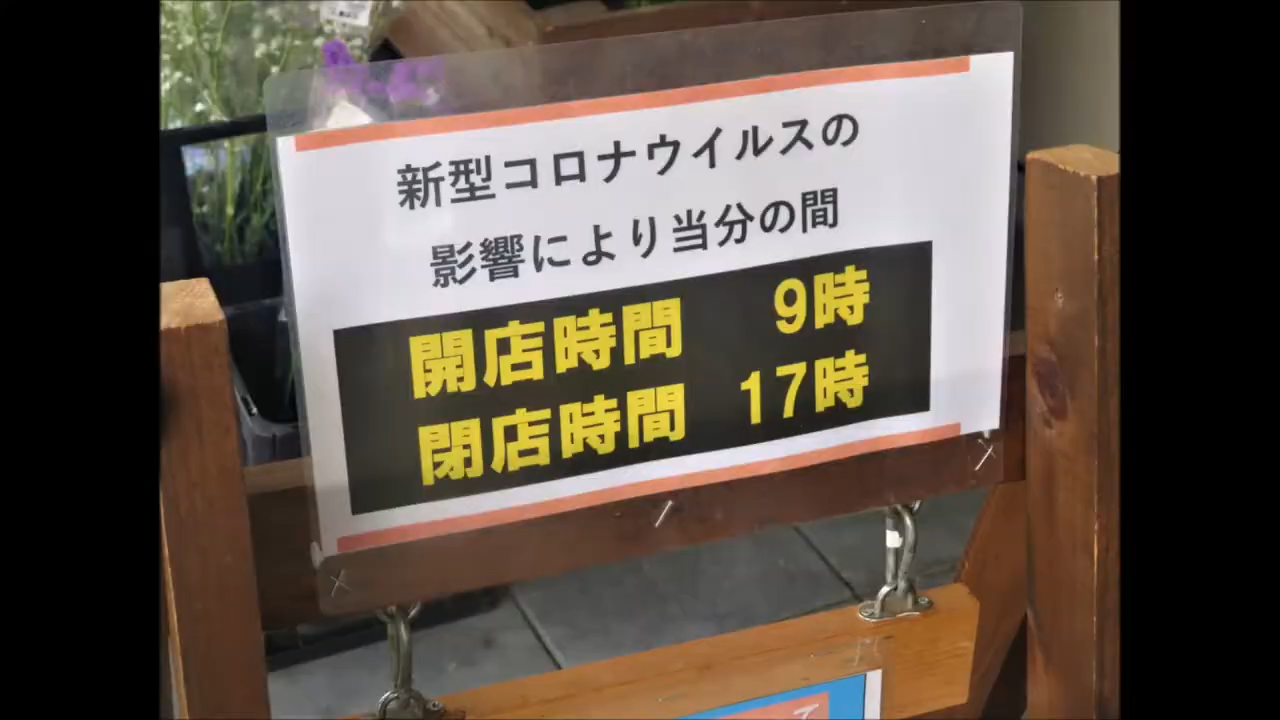 新型コロナウイルスの
影響により当分の間
開店時間 9時
閉店時間 17時
て